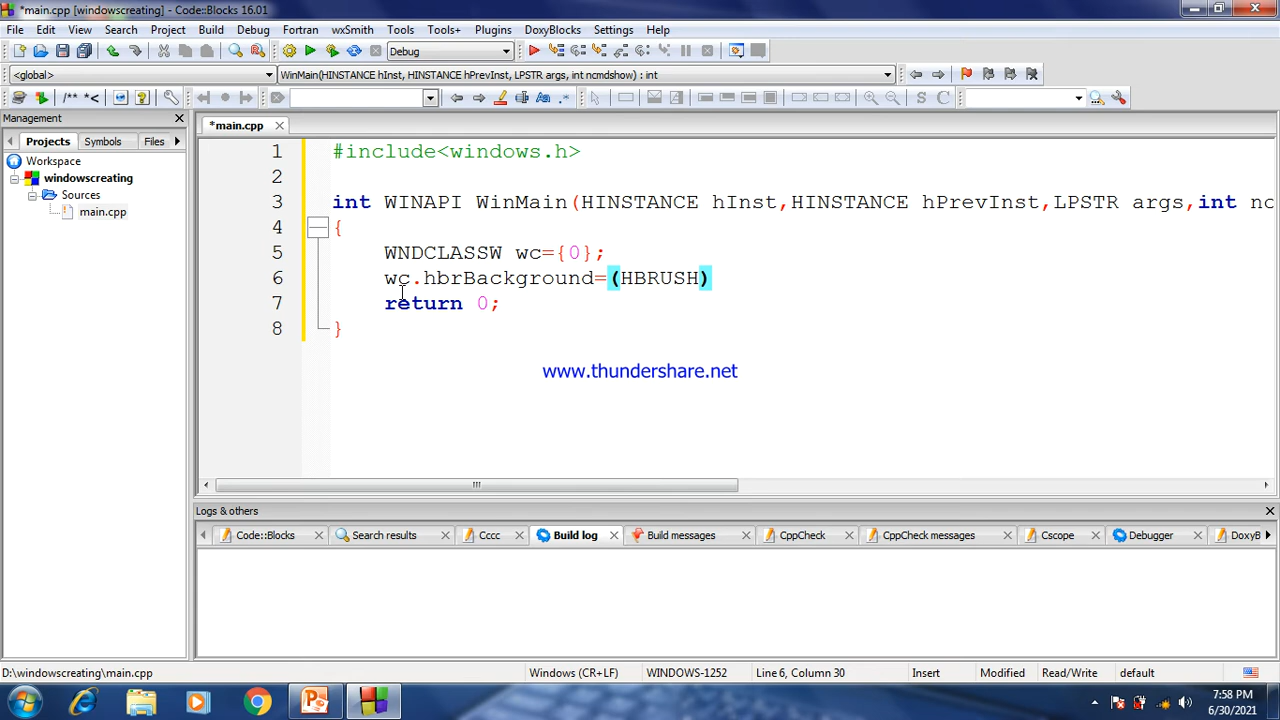 *main.cpp [windowscreating] - Code::Blocks 16.01
File Edit View Search Project Build Debug Fortran wxSmith Tools Tools+ Plugins DoxyBlocks Settings Help
Debug
<global> WinMain(HINSTANCE hInst, HINSTANCE hPrevInst, LPSTR args, int ncmdshow) : int
/** *< S C
Management *main.cpp
Projects Symbols Files
Workspace
windowscreating
Sources
main.cpp
1 #include<windows.h>
2
3 int WINAPI WinMain(HINSTANCE hInst,HINSTANCE hPrevInst,LPSTR args,int nc
4 {
5 WNDCLASSW wc={0};
6 wc.hbrBackground=(HBRUSH)
7 return 0;
8 }
www.thundershare.net
Logs & others
Code::Blocks Search results Cccc Build log Build messages CppCheck CppCheck messages Cscope Debugger DoxyB
D:\windowscreating\main.cpp Windows (CR+LF) WINDOWS-1252 Line 6, Column 30 Insert Modified Read/Write default
7:58 PM
6/30/2021